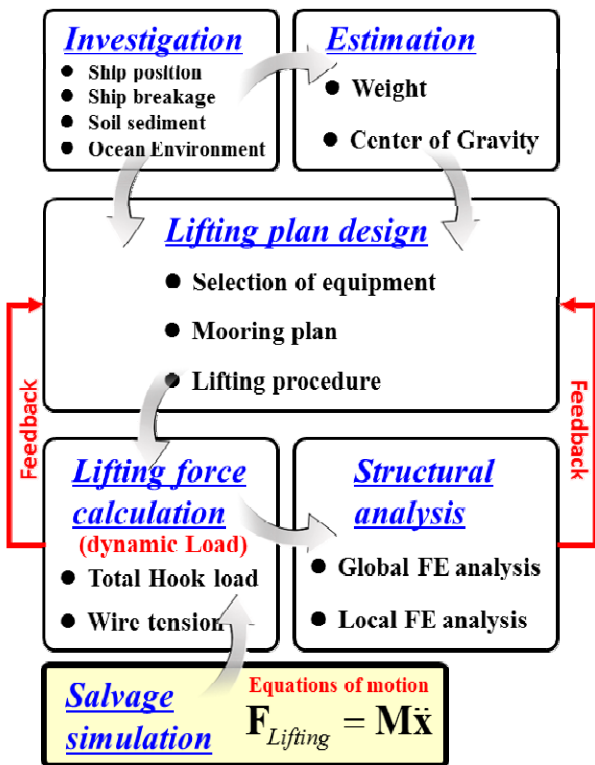 Investigation
● Ship position
● Ship breakage
● Soil sediment
● Ocean Environment
Estimation
● Weight
● Center of Gravity
Lifting plan design
● Selection of equipment
● Mooring plan
● Lifting procedure
Feedback
Feedback
Lifting force
calculation
(dynamic Load)
● Total Hook load
● Wire tension
Structural
analysis
● Global FE analysis
● Local FE analysis
Salvage
simulation
Equations of motion
F_{Lifting} = Mẍ